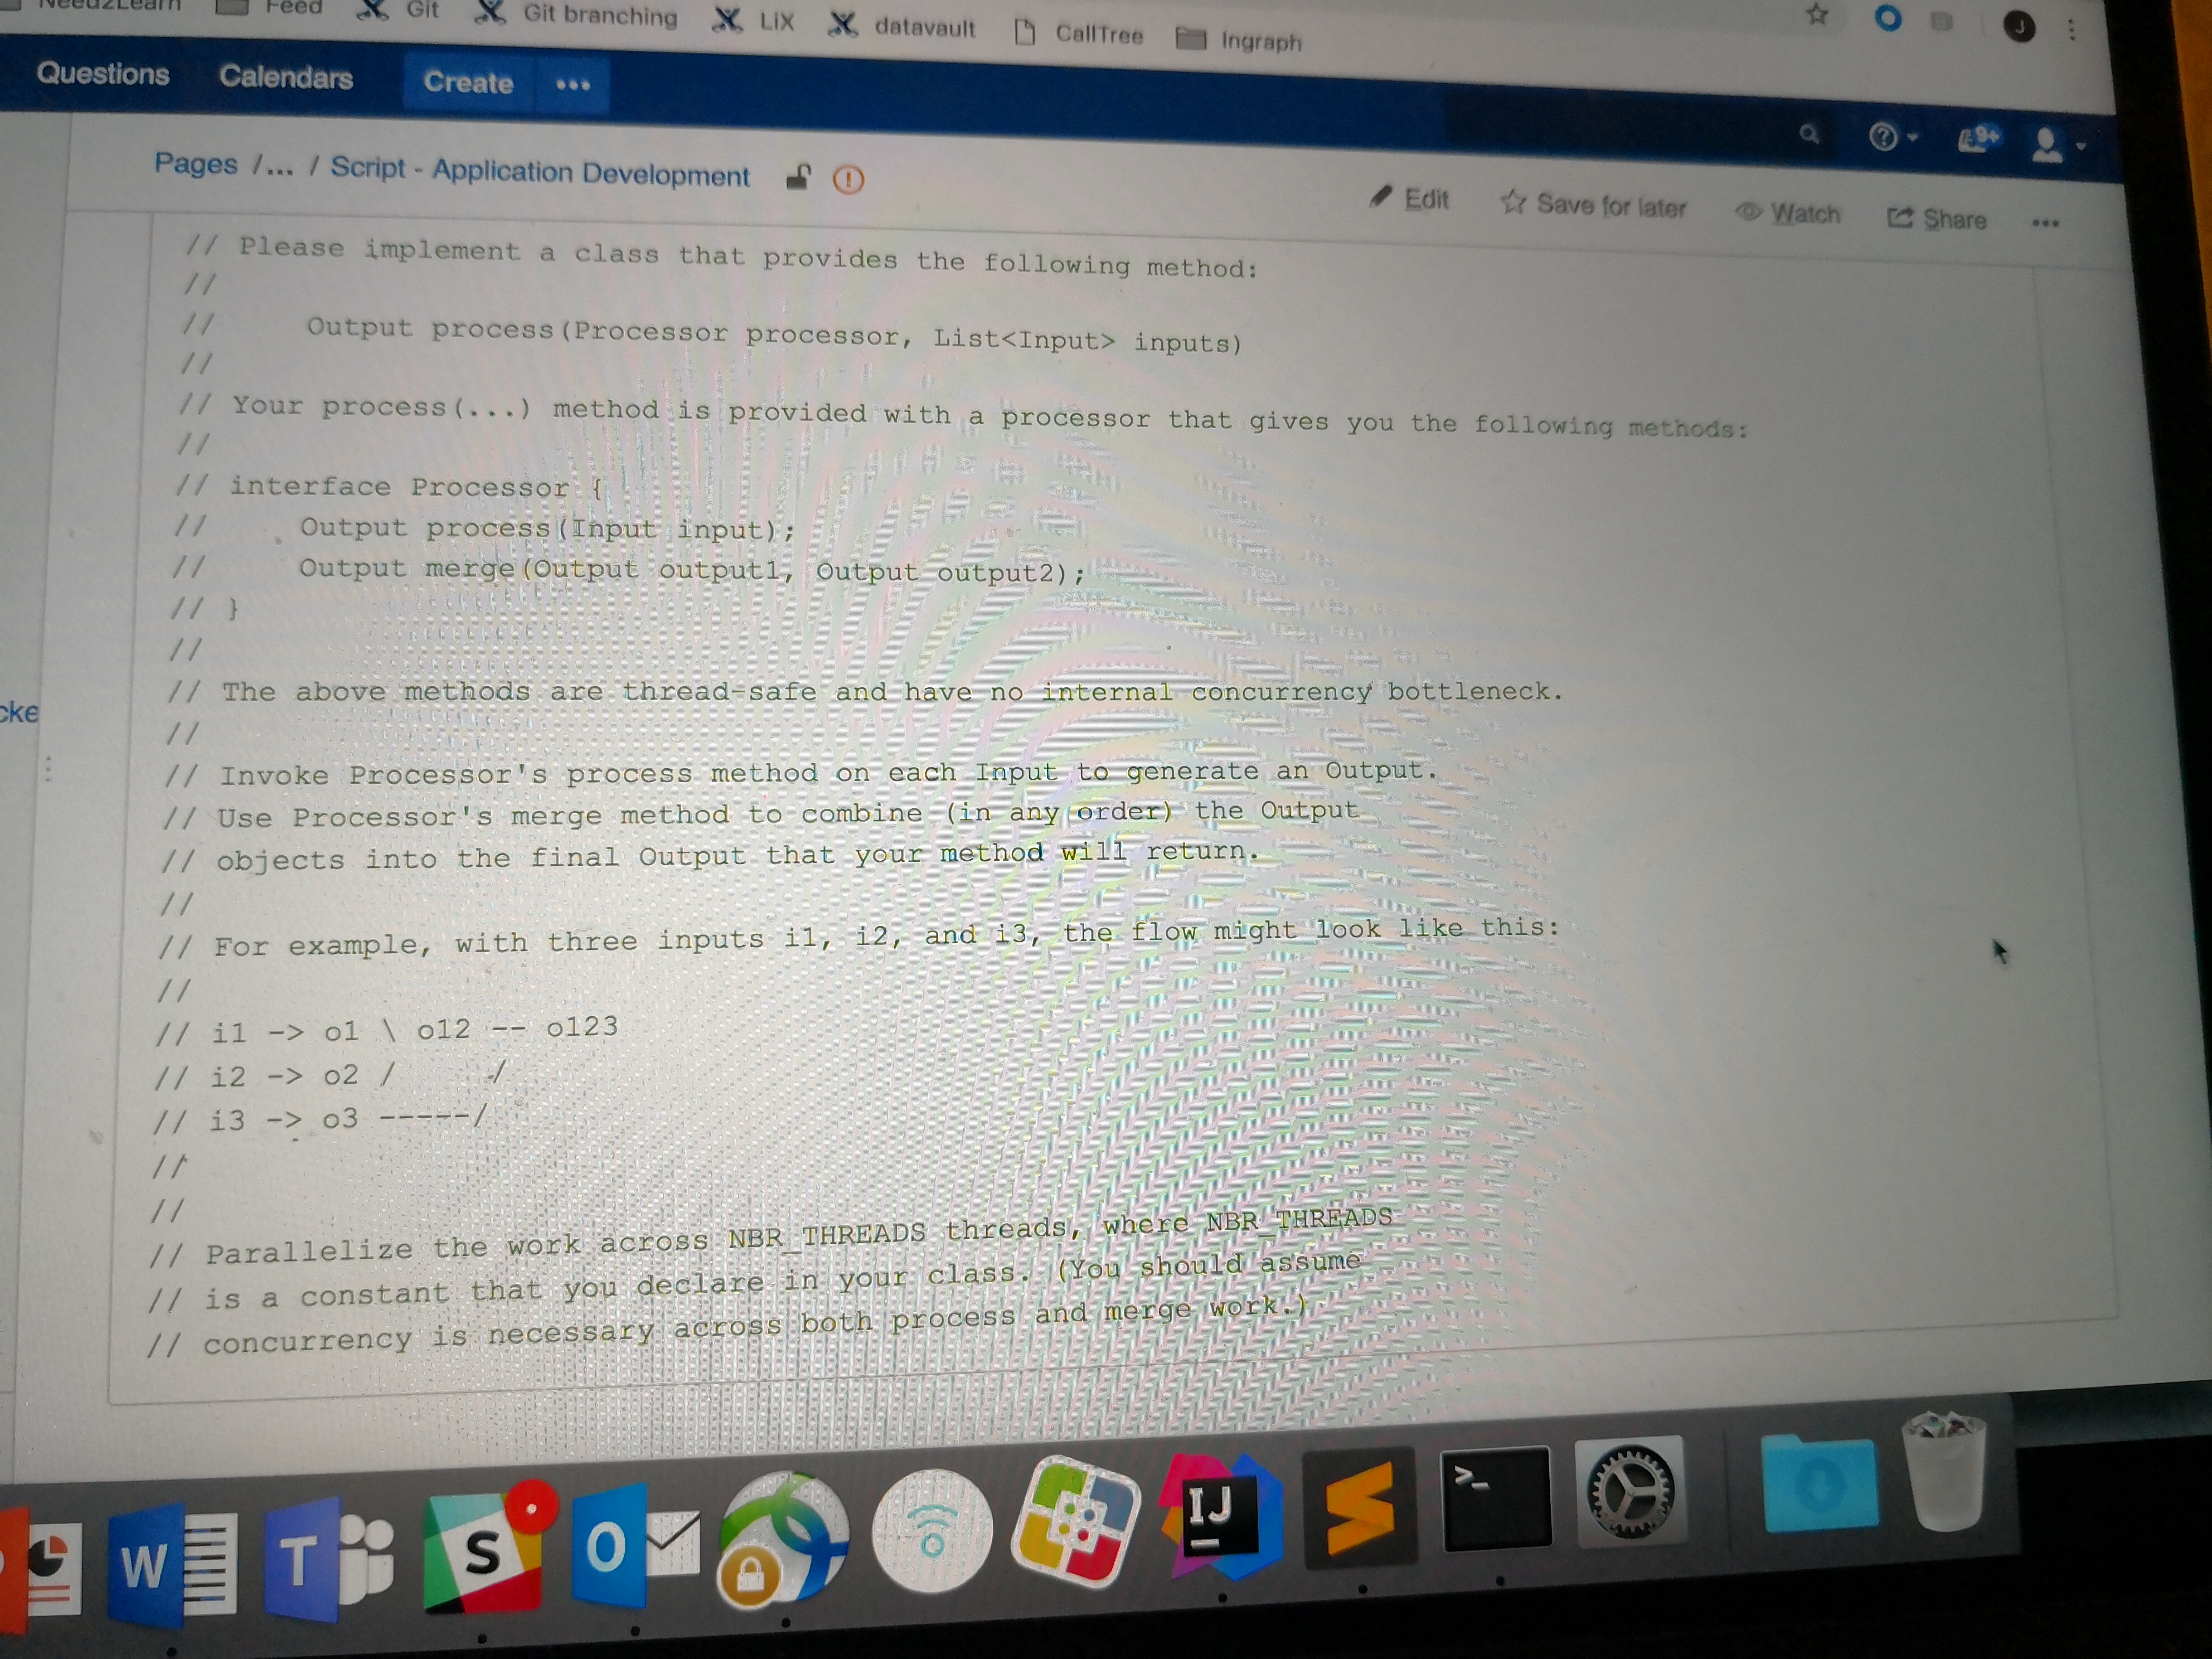 Need2Learn Feed Git Git branching LiX datavault CallTree Ingraph J
Questions Calendars Create ••• 9+
Pages /... / Script - Application Development
Edit Save for later Watch Share •••
// Please implement a class that provides the following method:
//
// Output process(Processor processor, List<Input> inputs)
//
// Your process(...) method is provided with a processor that gives you the following methods:
//
// interface Processor {
// Output process(Input input);
// Output merge(Output output1, Output output2);
// }
//
// The above methods are thread-safe and have no internal concurrency bottleneck.
cke
//
// Invoke Processor's process method on each Input to generate an Output.
// Use Processor's merge method to combine (in any order) the Output
// objects into the final Output that your method will return.
//
// For example, with three inputs i1, i2, and i3, the flow might look like this:
//
// i1 -> o1 \ o12 -- o123
// i2 -> o2 / /
// i3 -> o3 -----/
//
//
// Parallelize the work across NBR_THREADS threads, where NBR_THREADS
// is a constant that you declare in your class. (You should assume
// concurrency is necessary across both process and merge work.)
W T S O IJ >_